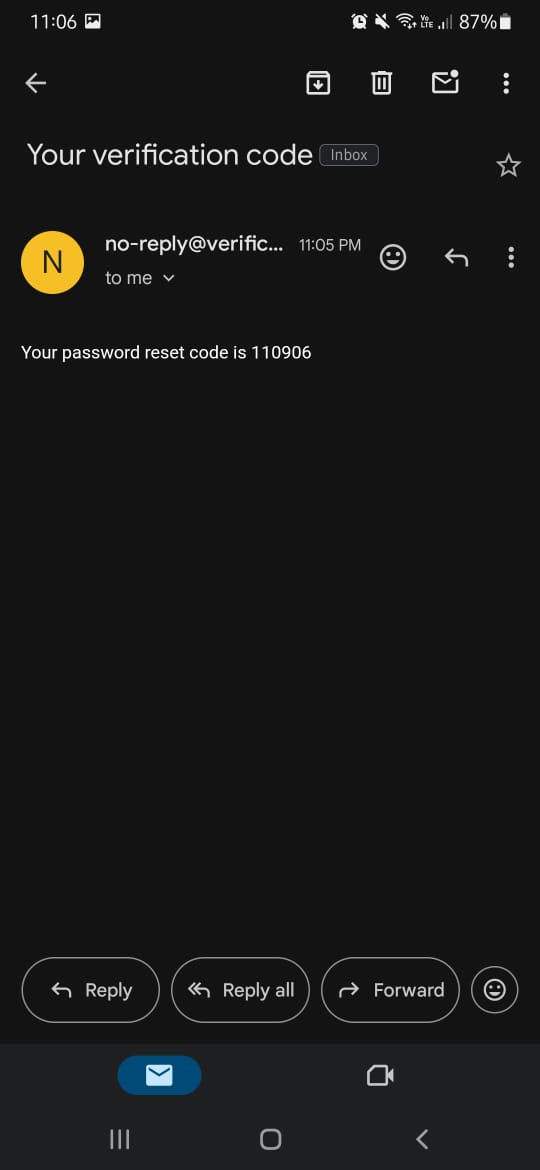 11:06 Vo LTE 87%
Your verification code Inbox
N
no-reply@verific... 11:05 PM
to me
Your password reset code is 110906
Reply Reply all Forward